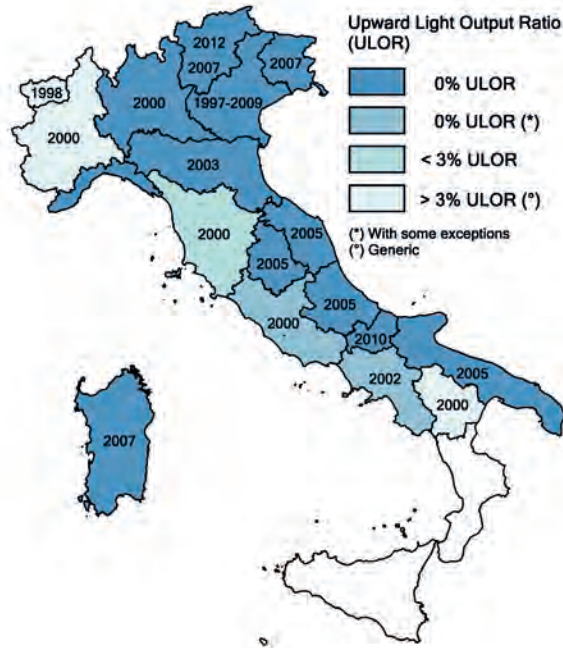 Upward Light Output Ratio
(ULOR)
0% ULOR
0% ULOR (*)
< 3% ULOR
> 3% ULOR (°)
(*) With some exceptions
(°) Generic
2012
2007
2007
1998
2000
1997-2009
2000
2003
2000
2005
2005
2005
2000
2010
2002
2005
2000
2007